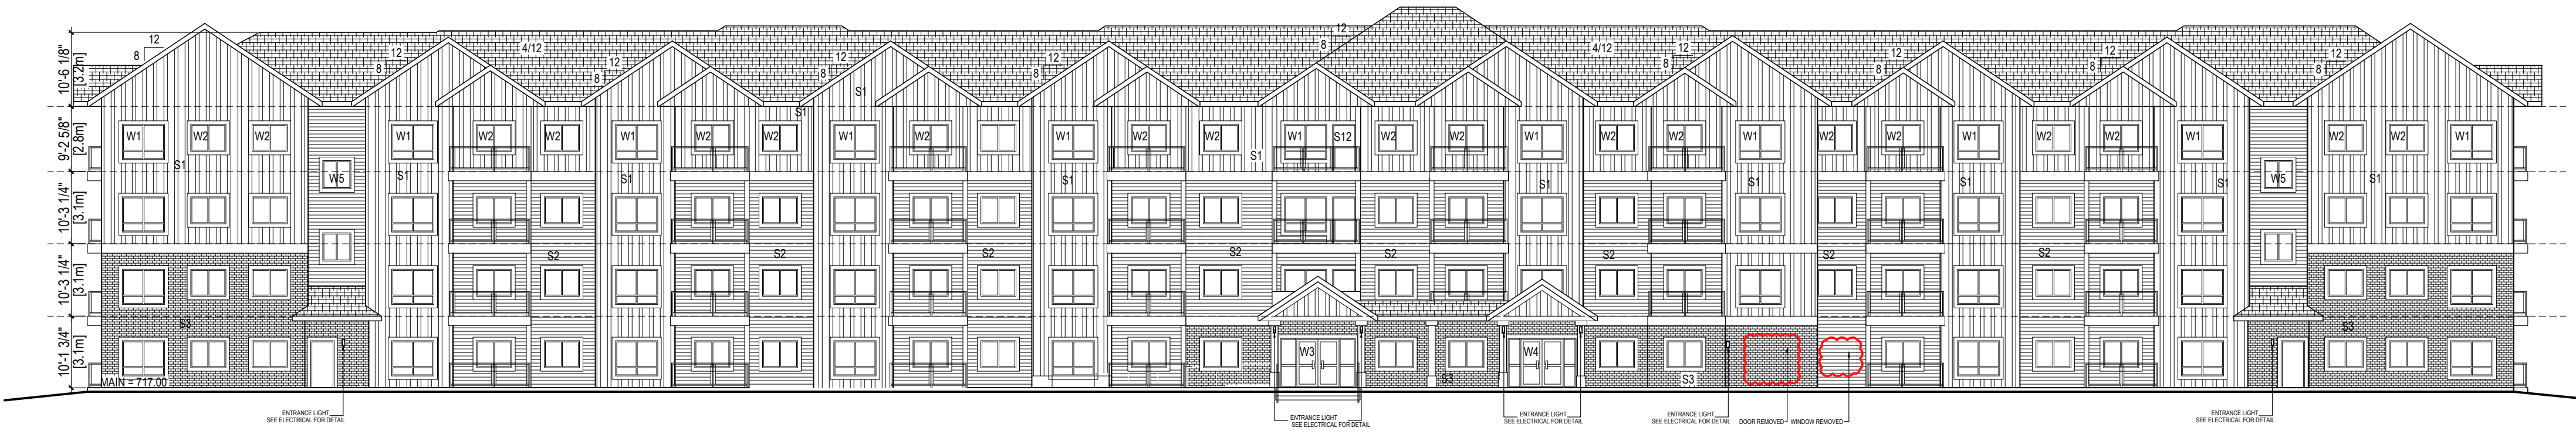 12
8
12
8
4/12
12
8
12
8
12
8
12
8
4/12
12
8
12
8
12
8
12
8
10'-6 1/8"
[3.2m]
9'-2 5/8"
[2.8m]
10'-3 1/4"
[3.1m]
10'-3 1/4"
[3.1m]
10'-1 3/4"
[3.1m]
S1
S1
W1 W2 W2 W1 W2 W2 W1 W2 W2 W1 W2 W1 W2 W2 W1 S12 W2 W2 W1 W2 W2 W1 W2 W2 W1 W2 W2 W1 W2 W2 W1
S1 S1 S1 S1 S1 S1 S1 S1 S1 S1
W5 W5
S2 S2 S2 S2 S2 S2 S2 S2
S3 S3
W3 W4
S3 S3
MAIN = 717.00
ENTRANCE LIGHT
SEE ELECTRICAL FOR DETAIL
ENTRANCE LIGHT
SEE ELECTRICAL FOR DETAIL
ENTRANCE LIGHT
SEE ELECTRICAL FOR DETAIL
ENTRANCE LIGHT
SEE ELECTRICAL FOR DETAIL
DOOR REMOVED
WINDOW REMOVED
ENTRANCE LIGHT
SEE ELECTRICAL FOR DETAIL